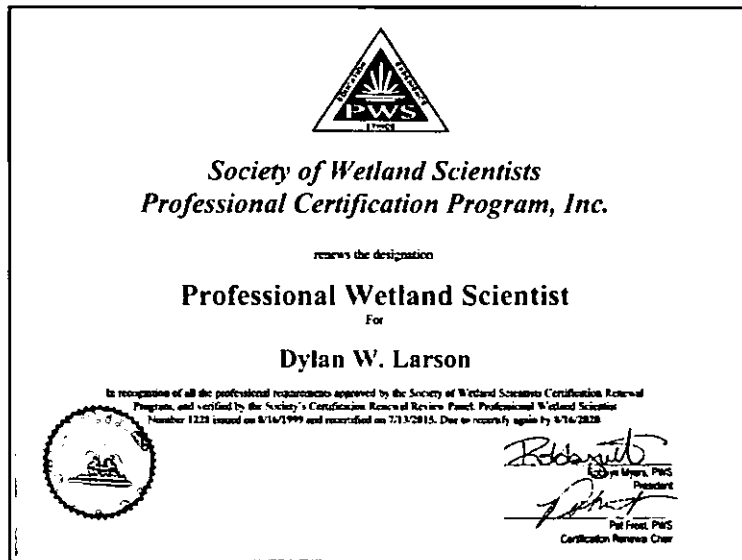 PWS
Society of Wetland Scientists
Professional Certification Program, Inc.
renews the designation
Professional Wetland Scientist
For
Dylan W. Larson
In recognition of all the professional requirements approved by the Society of Wetland Scientists Certification Renewal
Program, and verified by the Society's Certification Renewal Review Panel. Professional Wetland Scientist
Number 1221 issued on 8/16/1999 and recertified on 7/13/2015. Due to recertify again by
Myers, PWS
President
Pat Frost, PWS
Certification Renewal Chair